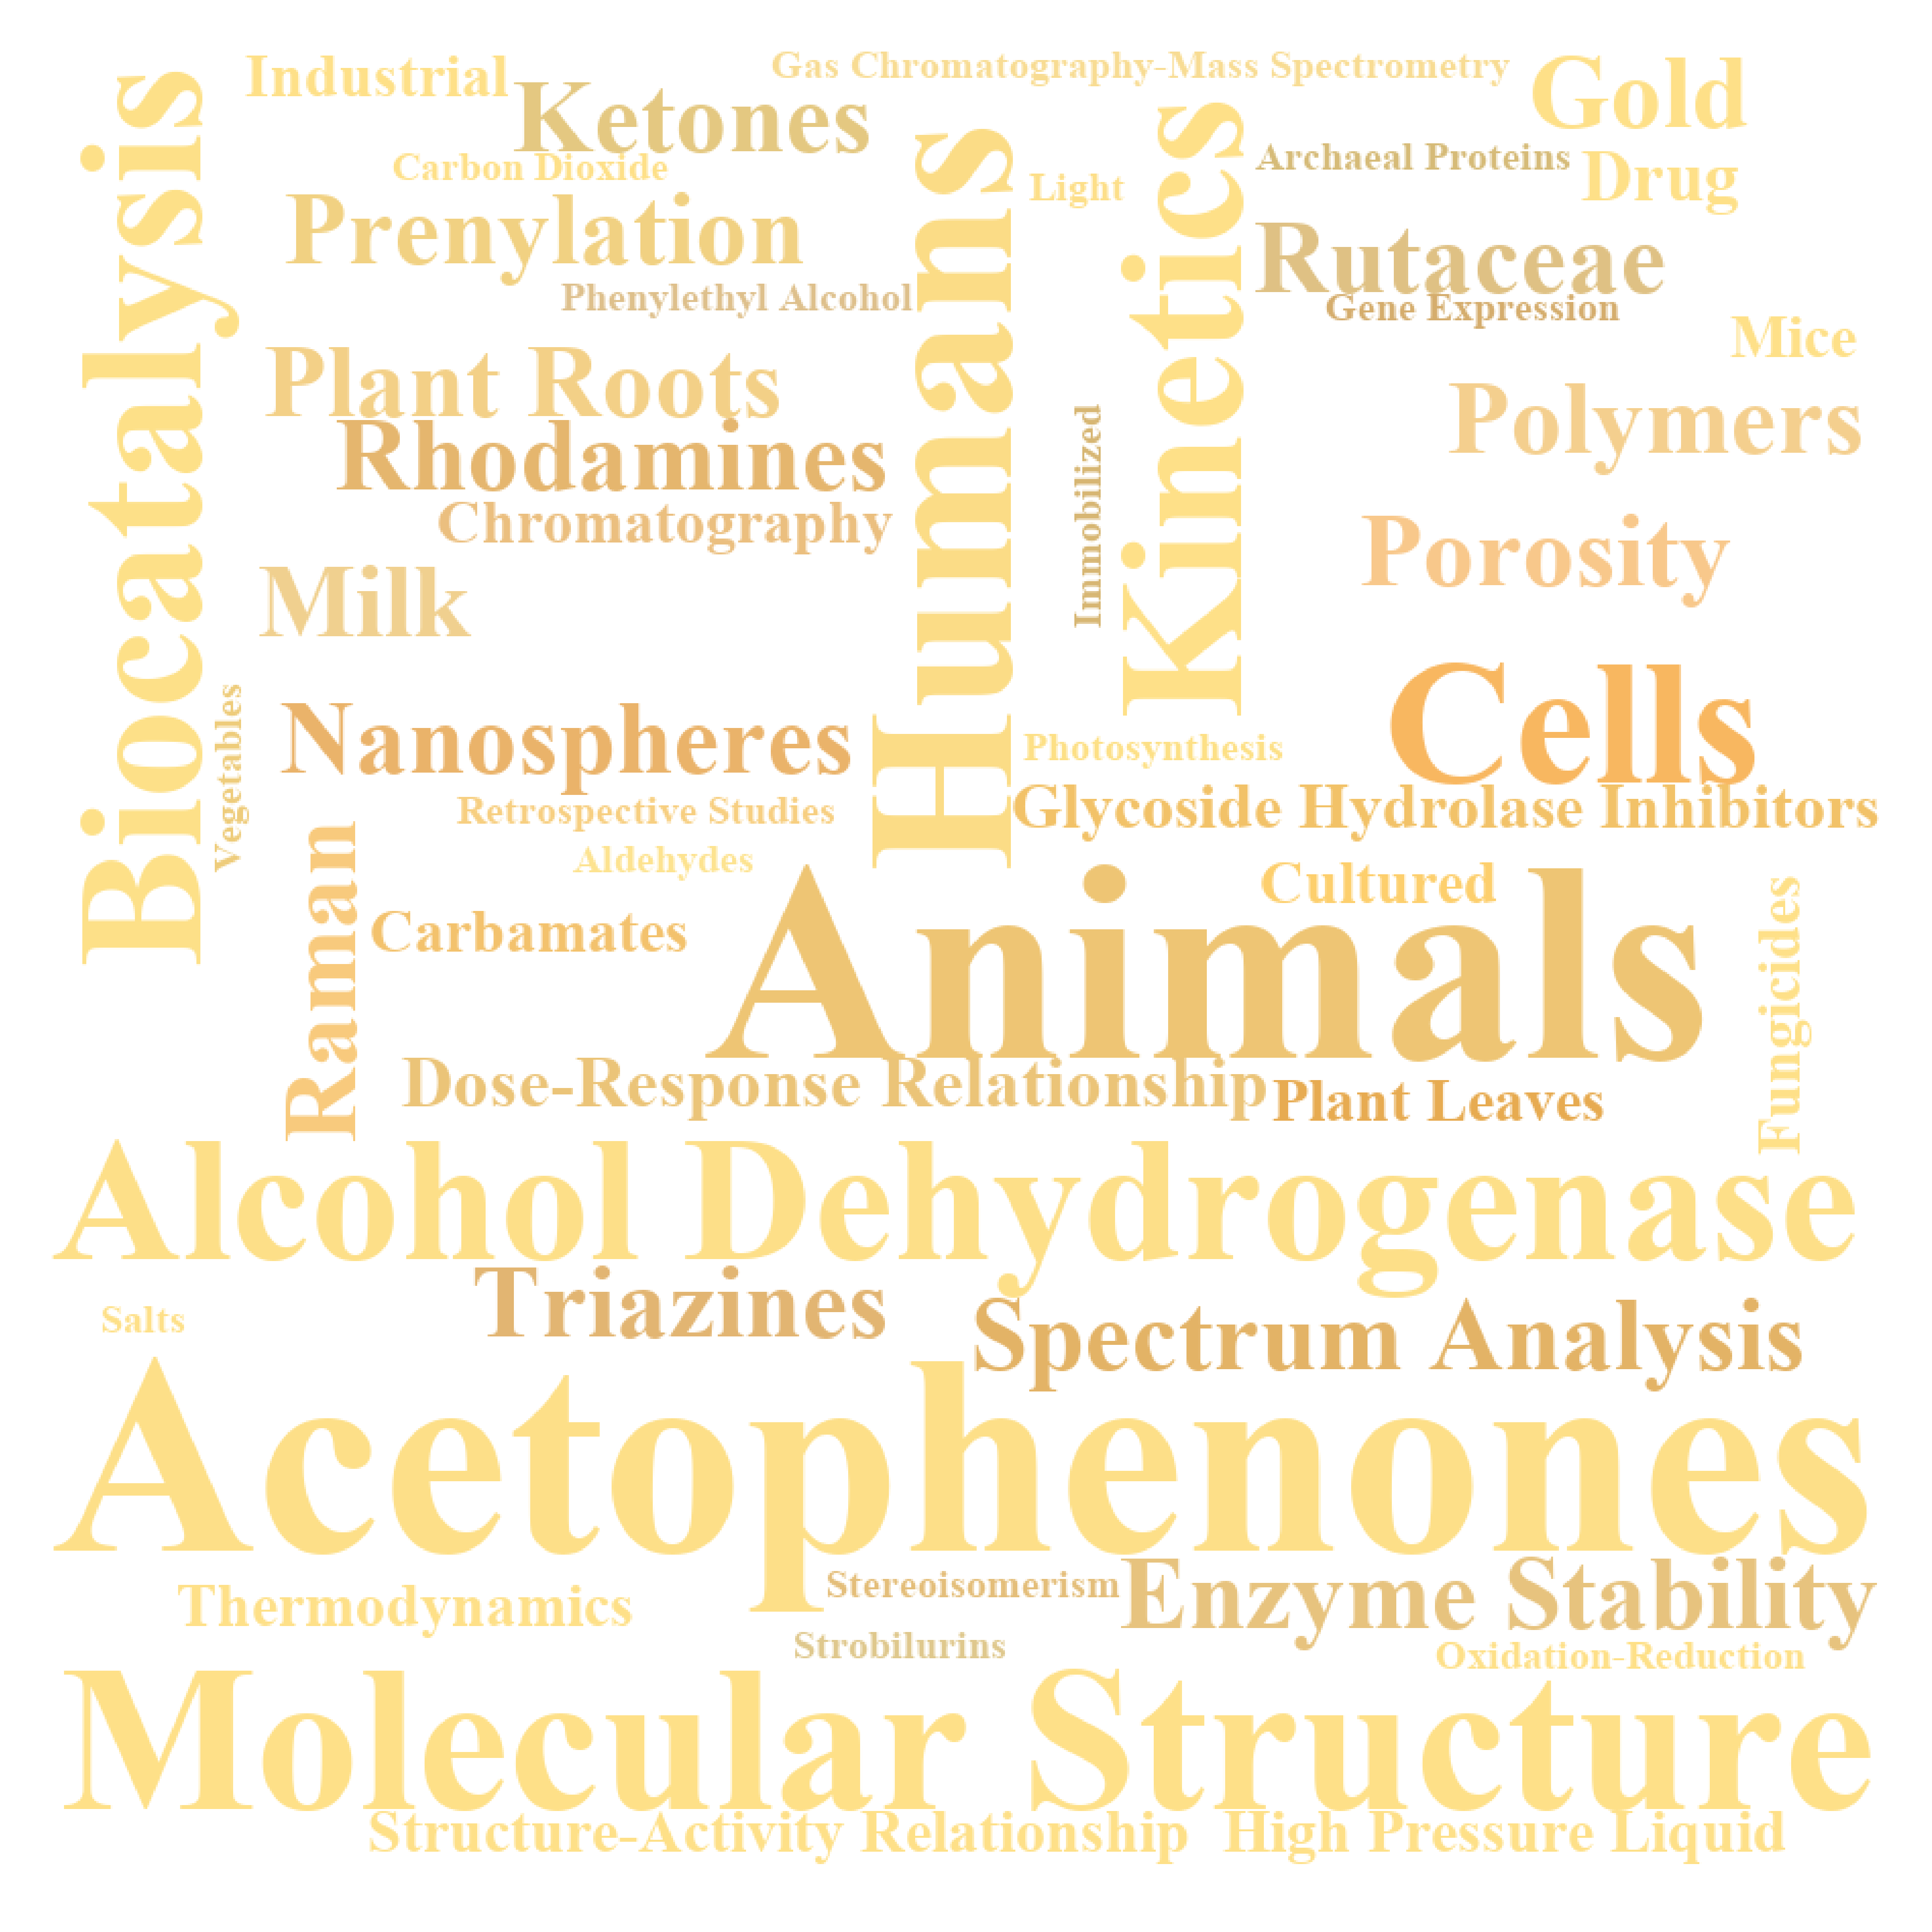 Industrial
Gas Chromatography-Mass Spectrometry
Gold
Ketones
Biocatalysis
Humans
Kinetics
Archaeal Proteins
Carbon Dioxide
Light
Drug
Prenylation
Rutaceae
Phenylethyl Alcohol
Gene Expression
Mice
Plant Roots
Polymers
Rhodamines
Immobilized
Chromatography
Porosity
Milk
Vegetables
Nanospheres
Cells
Photosynthesis
Retrospective Studies
Glycoside Hydrolase Inhibitors
Aldehydes
Cultured
Raman
Carbamates
Animals
Fungicides
Dose-Response Relationship
Plant Leaves
Alcohol Dehydrogenase
Triazines
Salts
Spectrum Analysis
Acetophenones
Stereoisomerism
Enzyme Stability
Thermodynamics
Strobilurins
Oxidation-Reduction
Molecular Structure
Structure-Activity Relationship
High Pressure Liquid